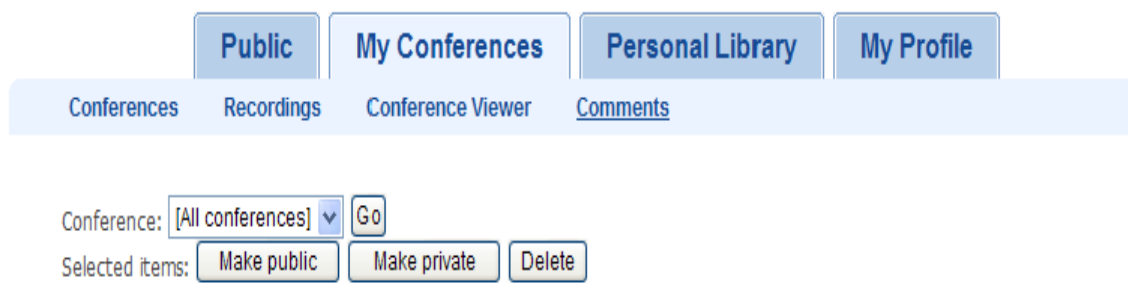 Public My Conferences Personal Library My Profile
Conferences Recordings Conference Viewer Comments
Conference: [All conferences] Go
Selected items: Make public Make private Delete